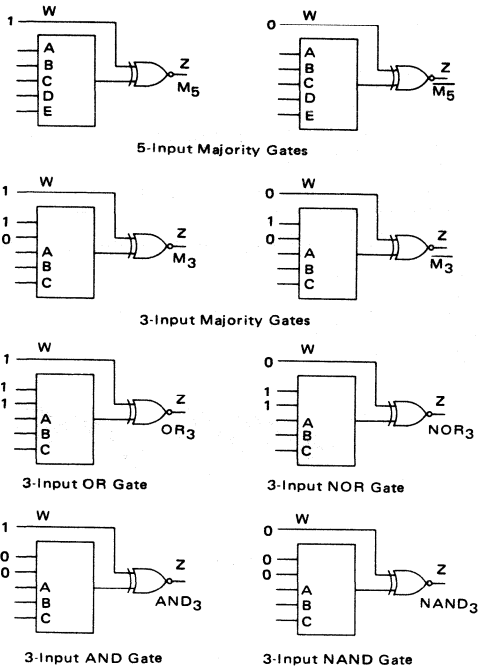 W W
1 0
A A
B Z B Z
C C
D M5 D M̅5̅
E E
5-Input Majority Gates
W W
1 0
1 1
0 Z 0 Z
A A
B M3 B M̅3̅
C C
3-Input Majority Gates
W W
1 0
1 1
1 Z 1 Z
A A
B OR3 B NOR3
C C
3-Input OR Gate 3-Input NOR Gate
W W
1 0
0 0
0 Z 0 Z
A A
B AND3 B NAND3
C C
3-Input AND Gate 3-Input NAND Gate